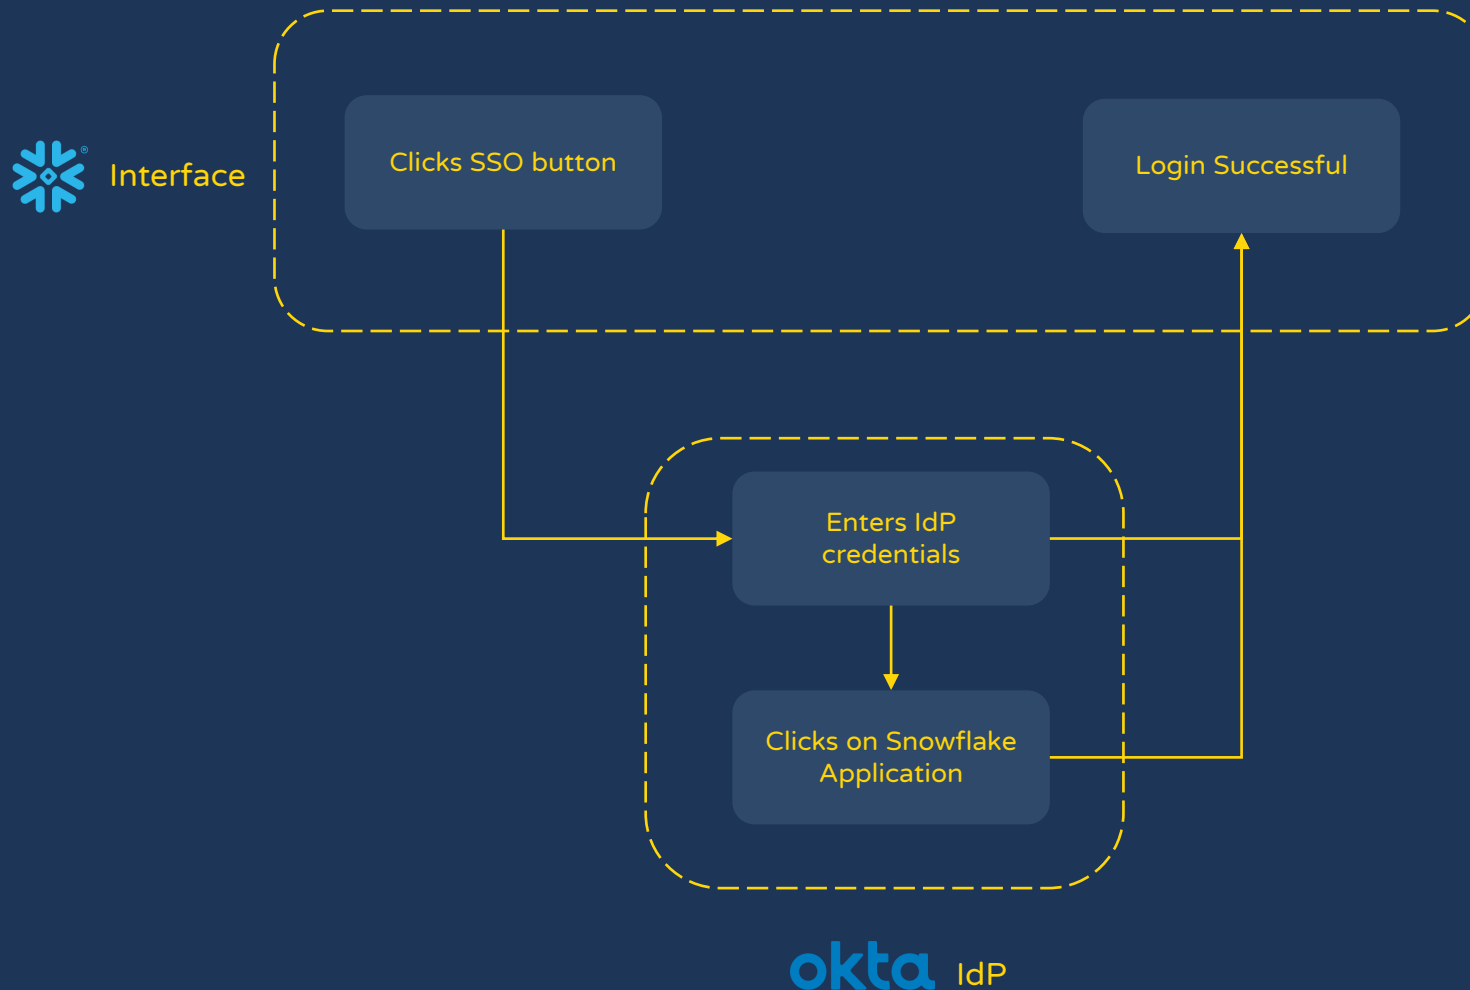 Clicks SSO button
Login Successful
® Interface
Enters IdP
credentials
Clicks on Snowflake
Application
okta IdP